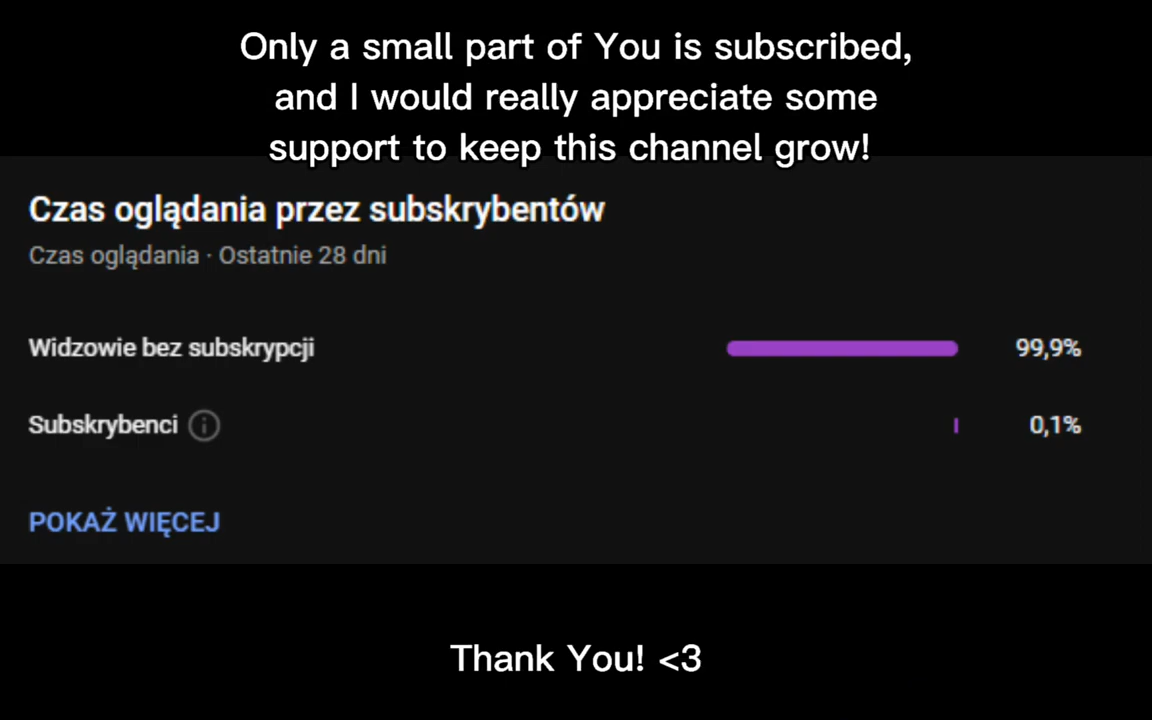 Only a small part of You is subscribed,
and I would really appreciate some
support to keep this channel grow!
Czas oglądania przez subskrybentów
Czas oglądania · Ostatnie 28 dni
Widzowie bez subskrypcji 99,9%
Subskrybenci 0,1%
POKAŻ WIĘCEJ
Thank You! <3